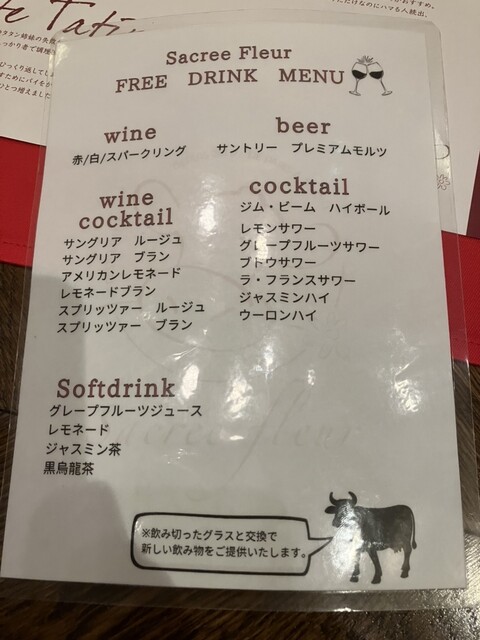 te Tatin
Sacree Fleur
FREE DRINK MENU
wine
赤/白/スパークリング
beer
サントリー プレミアムモルツ
wine
cocktail
サングリア ルージュ
サングリア ブラン
アメリカンレモネード
レモネードブラン
スプリッツァー ルージュ
スプリッツァー ブラン
cocktail
ジム・ビーム ハイボール
レモンサワー
グレープフルーツサワー
ブドウサワー
ラ・フランスサワー
ジャスミンハイ
ウーロンハイ
Softdrink
グレープフルーツジュース
レモネード
ジャスミン茶
黒烏龍茶
※飲み切ったグラスと交換で
新しい飲み物をご提供いたします。